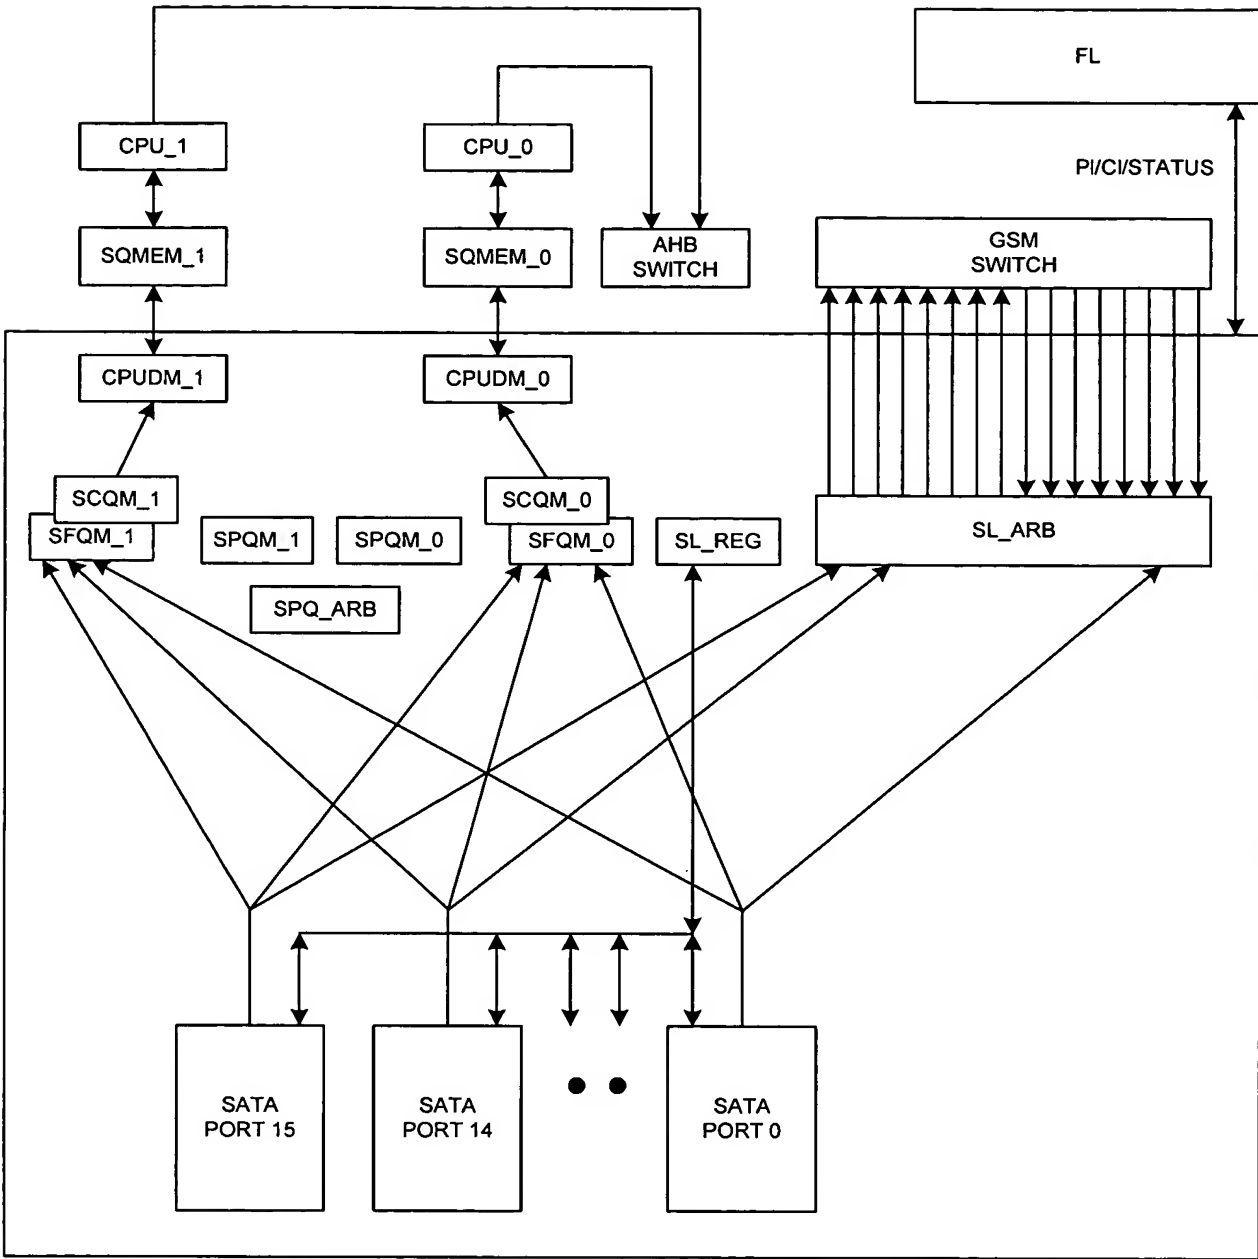 FL
CPU_1
CPU_0
PI/CI/STATUS
SQMEM_1
SQMEM_0
AHB
SWITCH
GSM
SWITCH
CPUDM_1
CPUDM_0
SCQM_1
SCQM_0
SFQM_1
SPQM_1
SPQM_0
SFQM_0
SL_REG
SL_ARB
SPQ_ARB
SATA
PORT 15
SATA
PORT 14
SATA
PORT 0